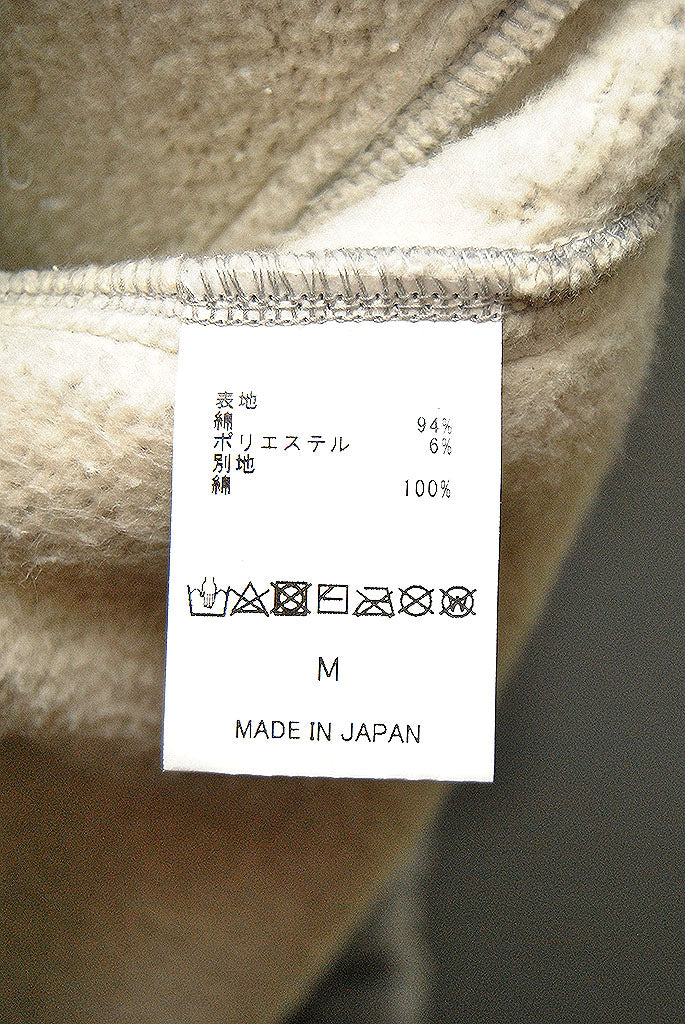 表地
綿 94%
ポリエステル 6%
別地
綿 100%
M
MADE IN JAPAN